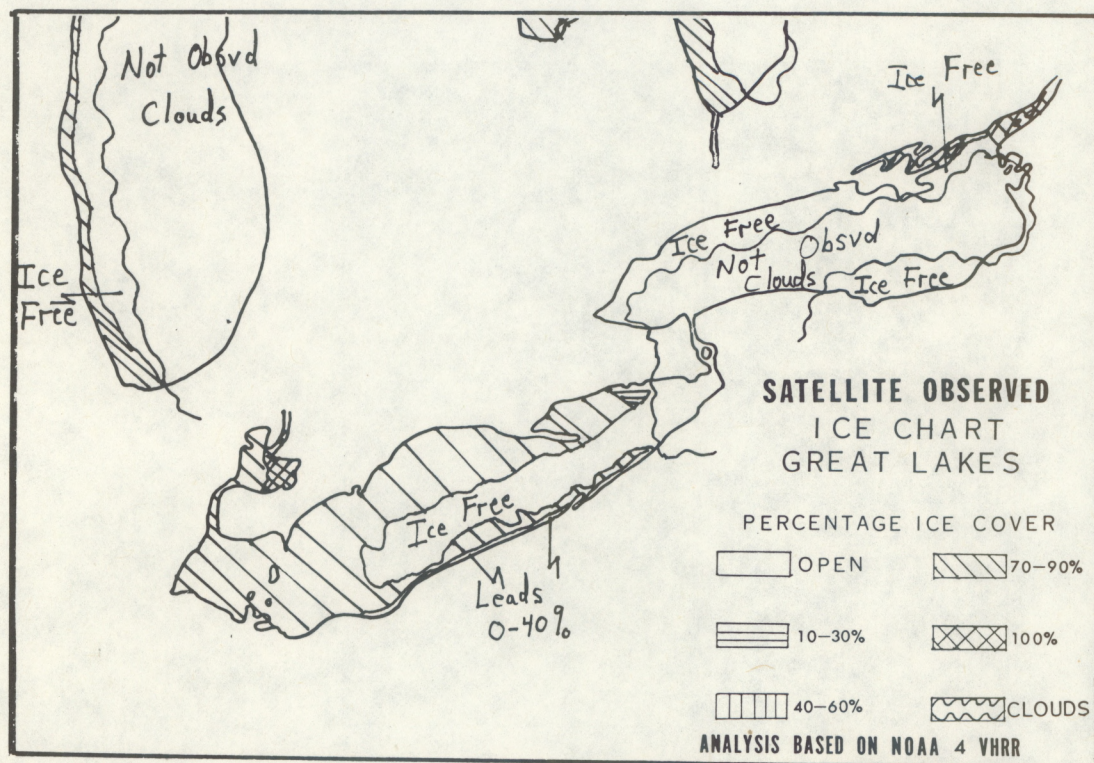 Not Obsvd
Clouds
Ice
Free
Ice Free
Ice Free
Obsvd
Not
Clouds
Ice Free
Ice Free
Leads
0-40%
SATELLITE OBSERVED
ICE CHART
GREAT LAKES
PERCENTAGE ICE COVER
OPEN
70-90%
10-30%
100%
40-60%
CLOUDS
ANALYSIS BASED ON NOAA 4 VHRR